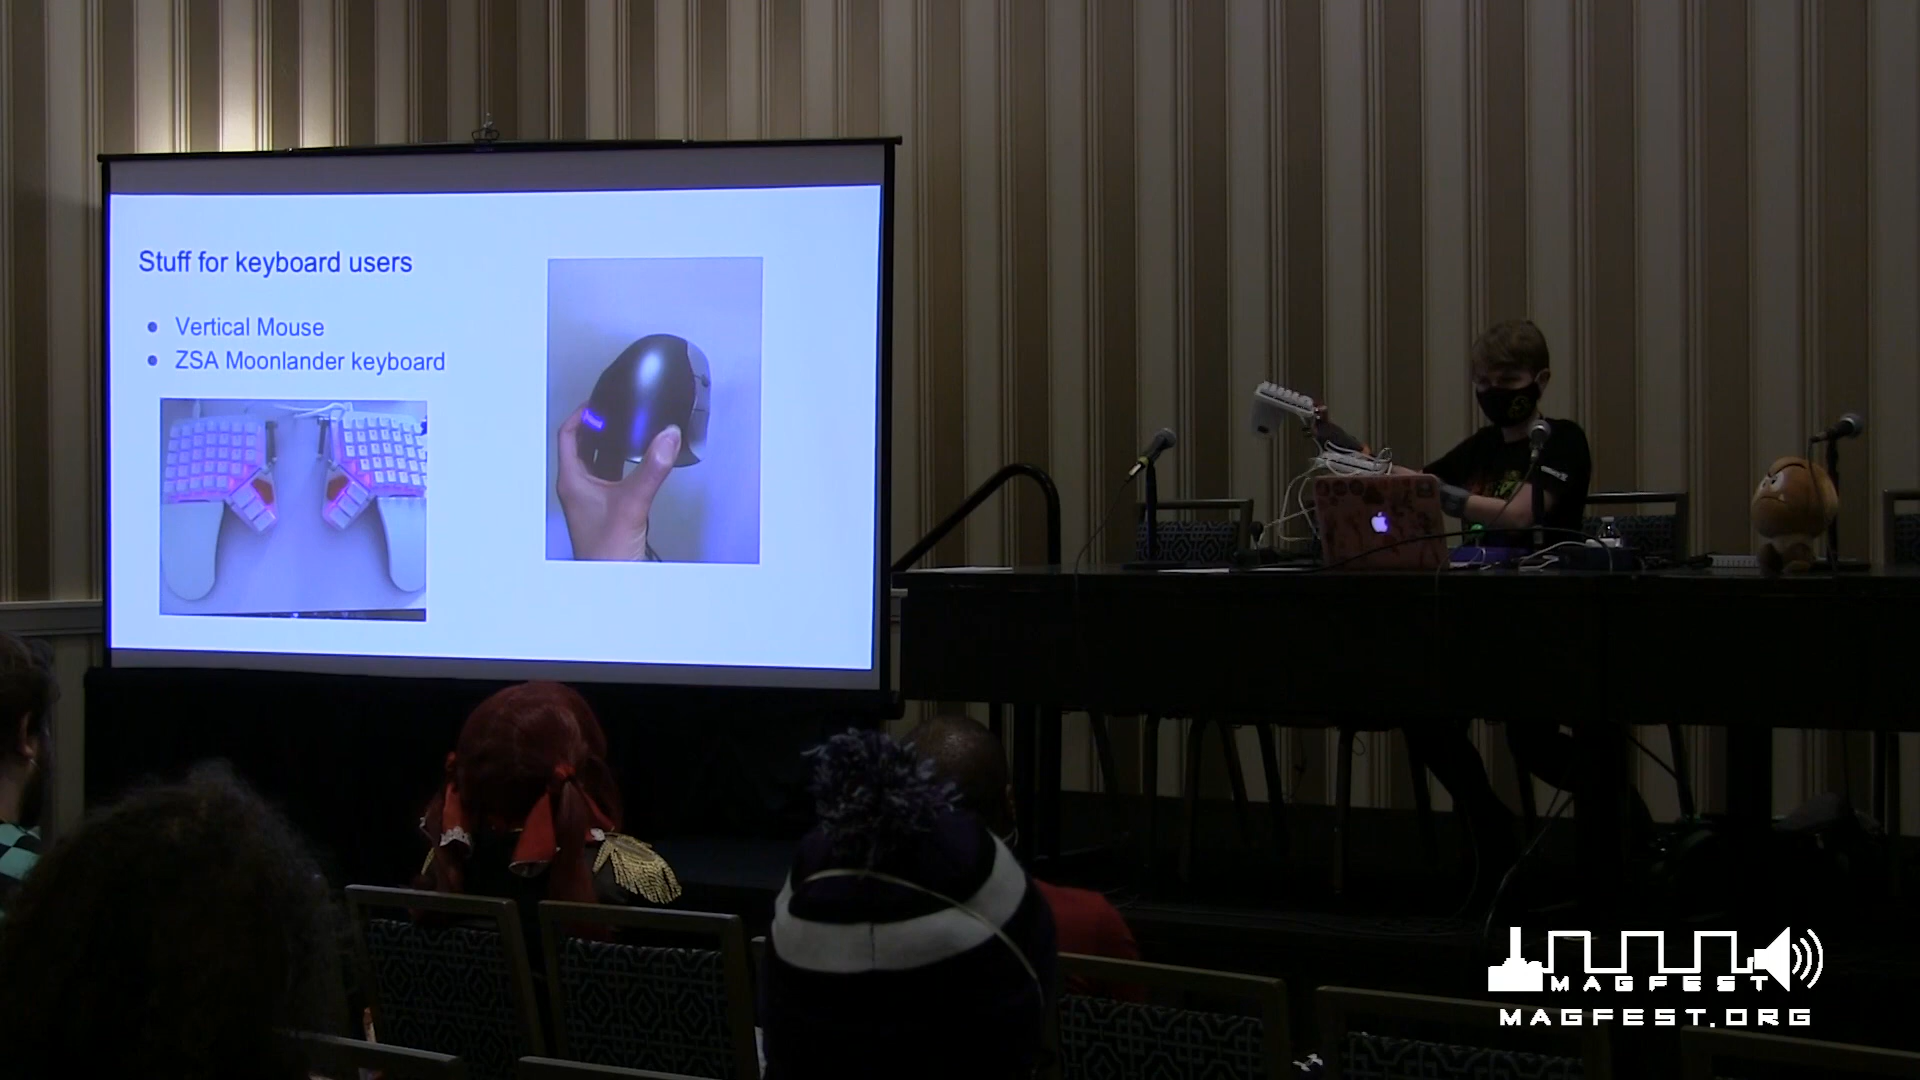 Stuff for keyboard users
Vertical Mouse
ZSA Moonlander keyboard
MAGFEST
MAGFEST.ORG